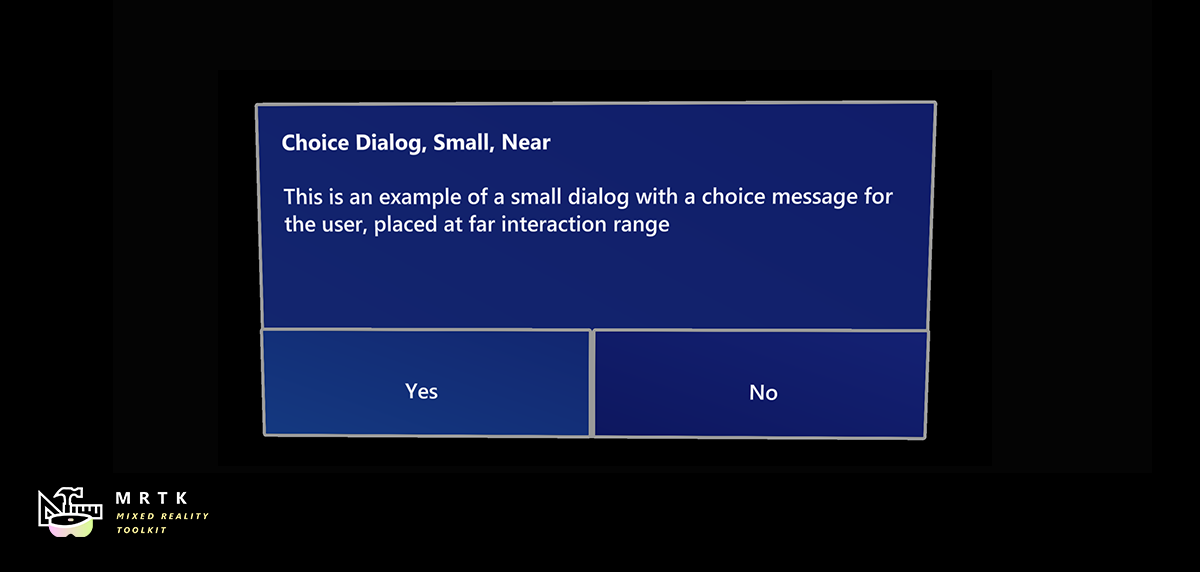 Choice Dialog, Small, Near
This is an example of a small dialog with a choice message for
the user, placed at far interaction range
Yes
No
MRTK
MIXED REALITY
TOOLKIT